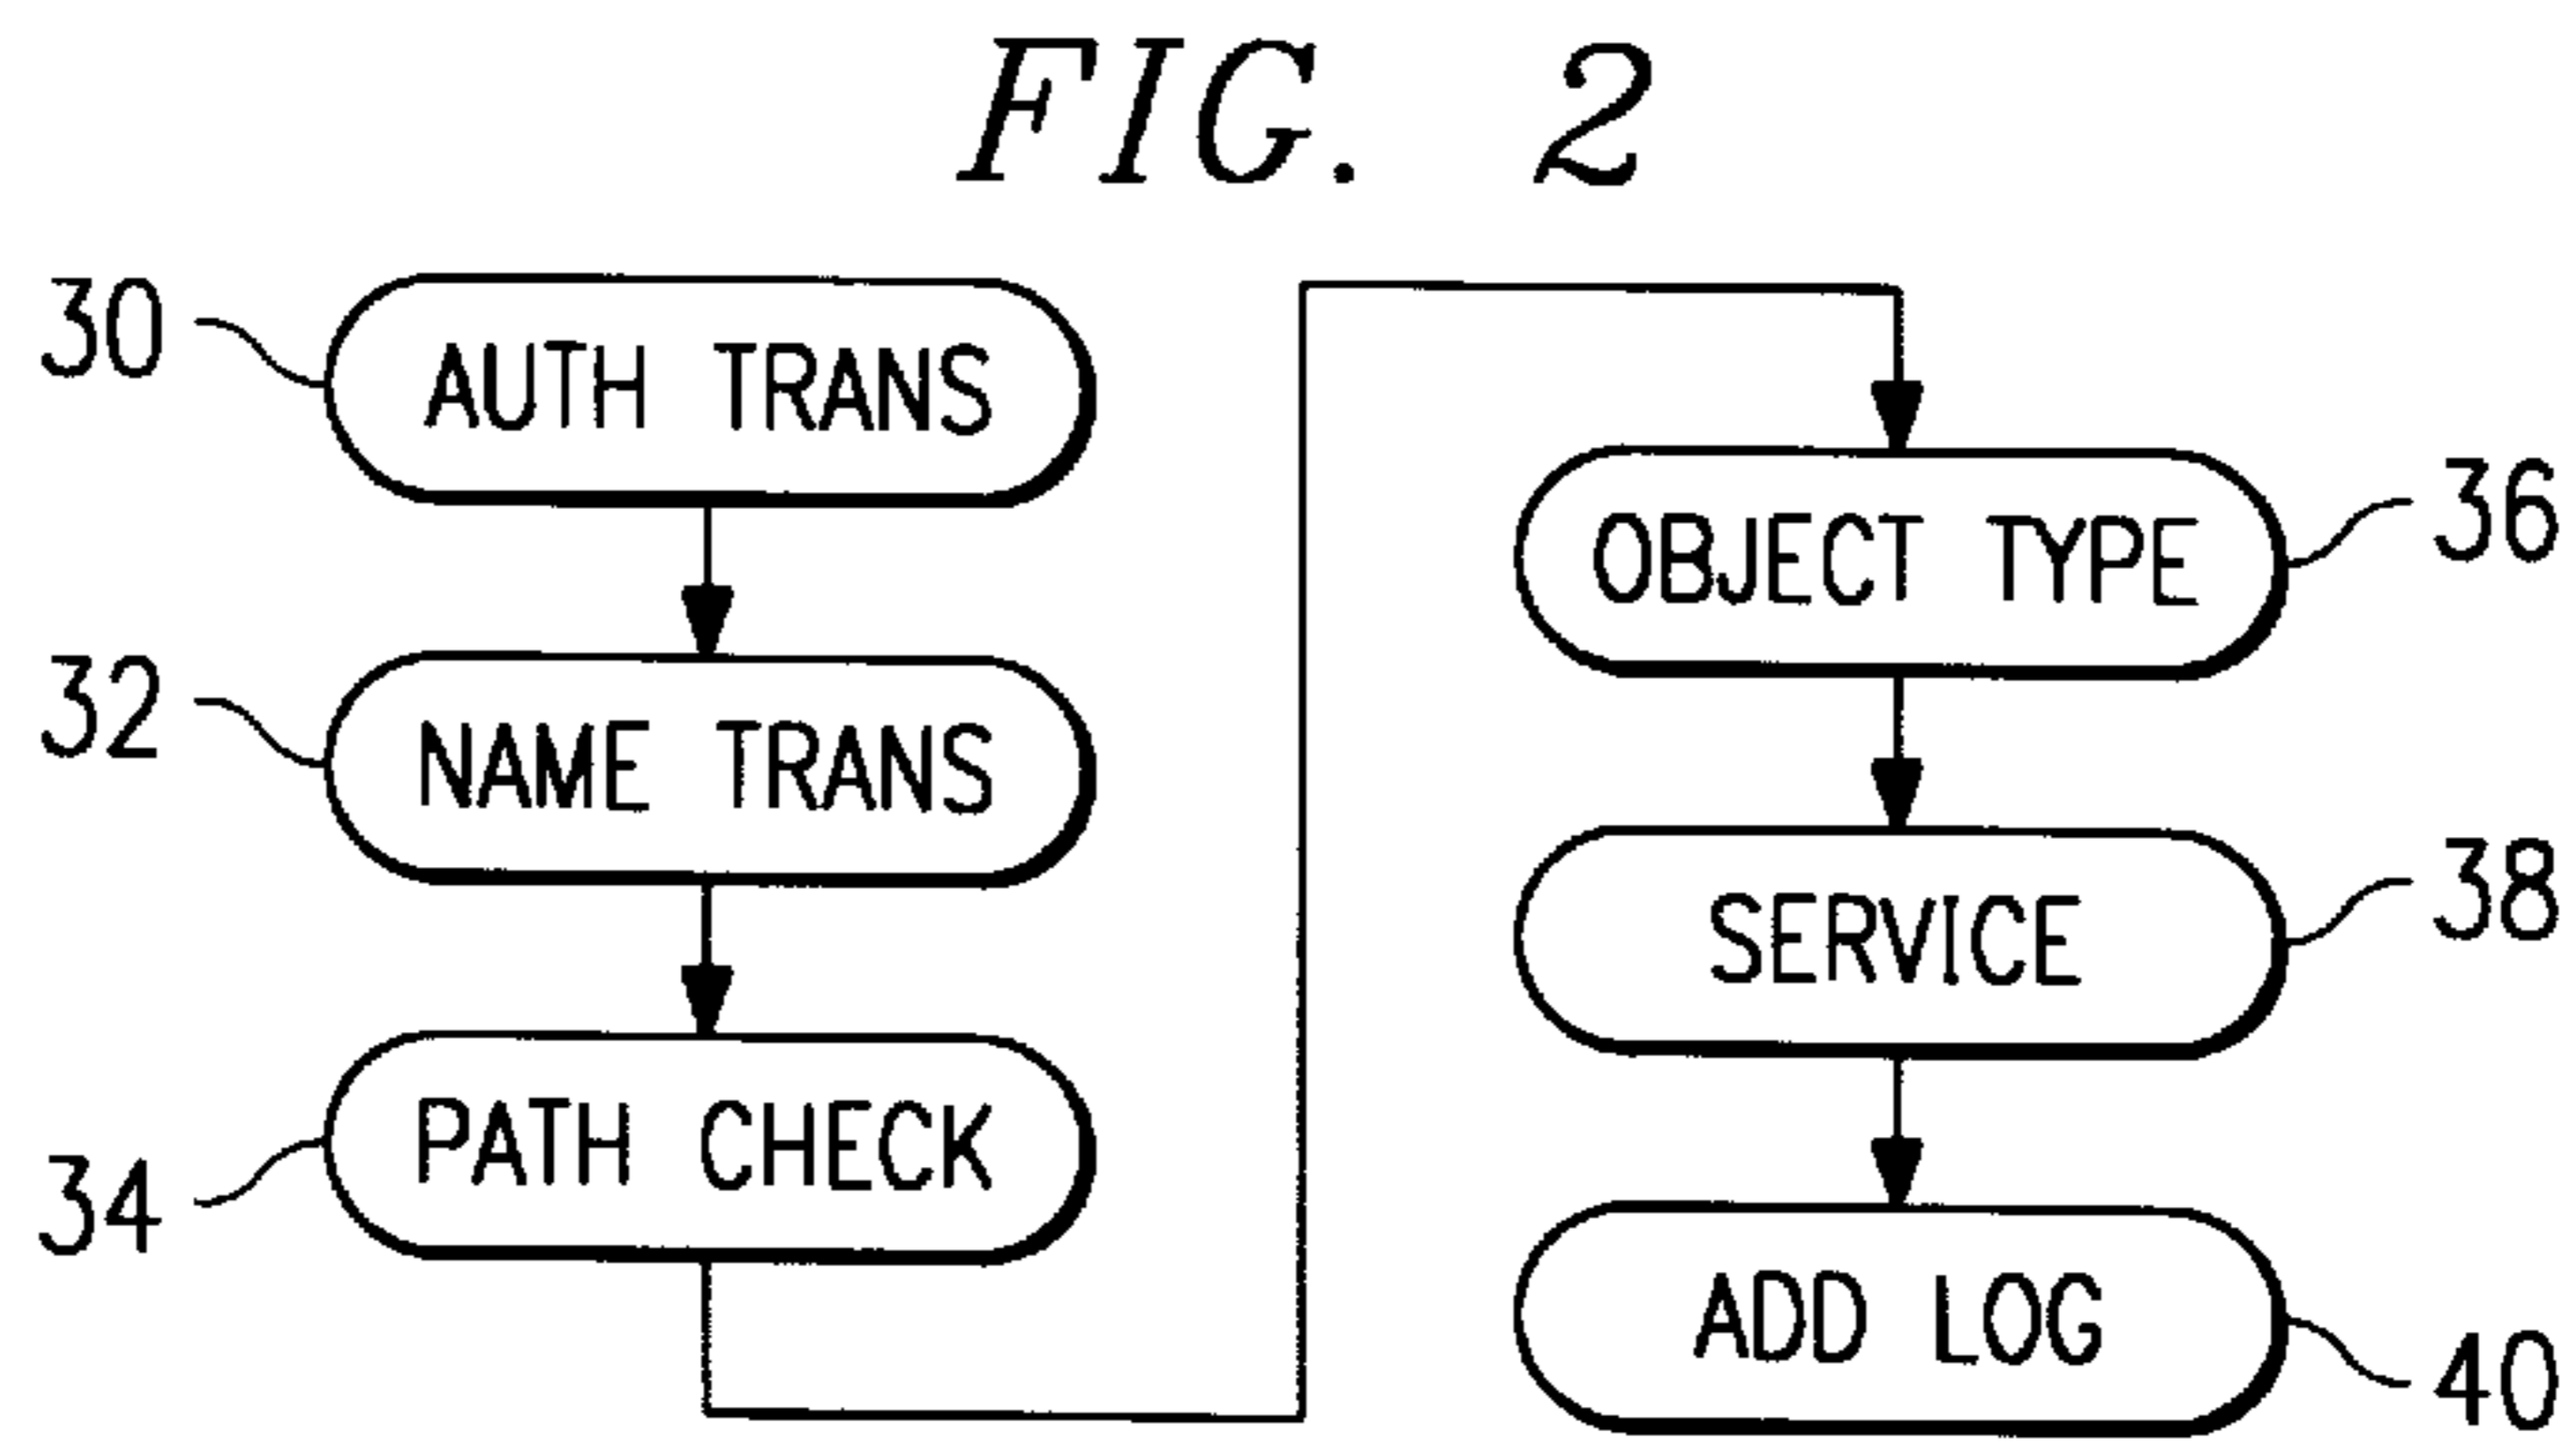 FIG. 2
30
AUTH TRANS
32
NAME TRANS
34
PATH CHECK
OBJECT TYPE
36
SERVICE
38
ADD LOG
40